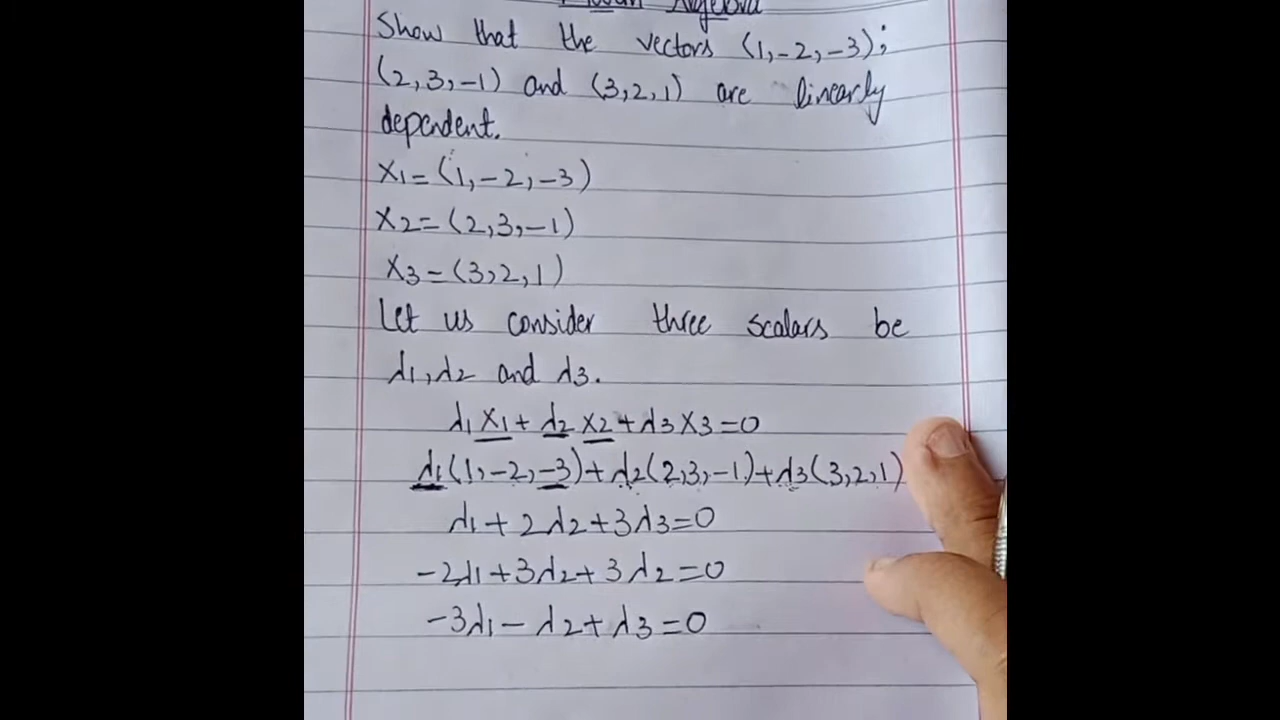 Algebra
Show that the vectors (1,-2,-3);
(2,3,-1) and (3,2,1) are linearly
dependent.
x1=(1,-2,-3)
x2=(2,3,-1)
x3=(3,2,1)
Let us consider three scalars be
λ1,λ2 and λ3.
λ1x1+λ2x2+λ3x3=0
λ1(1,-2,-3)+λ2(2,3,-1)+λ3(3,2,1)
λ1+2λ2+3λ3=0
-2λ1+3λ2+3λ2=0
-3λ1-λ2+λ3=0